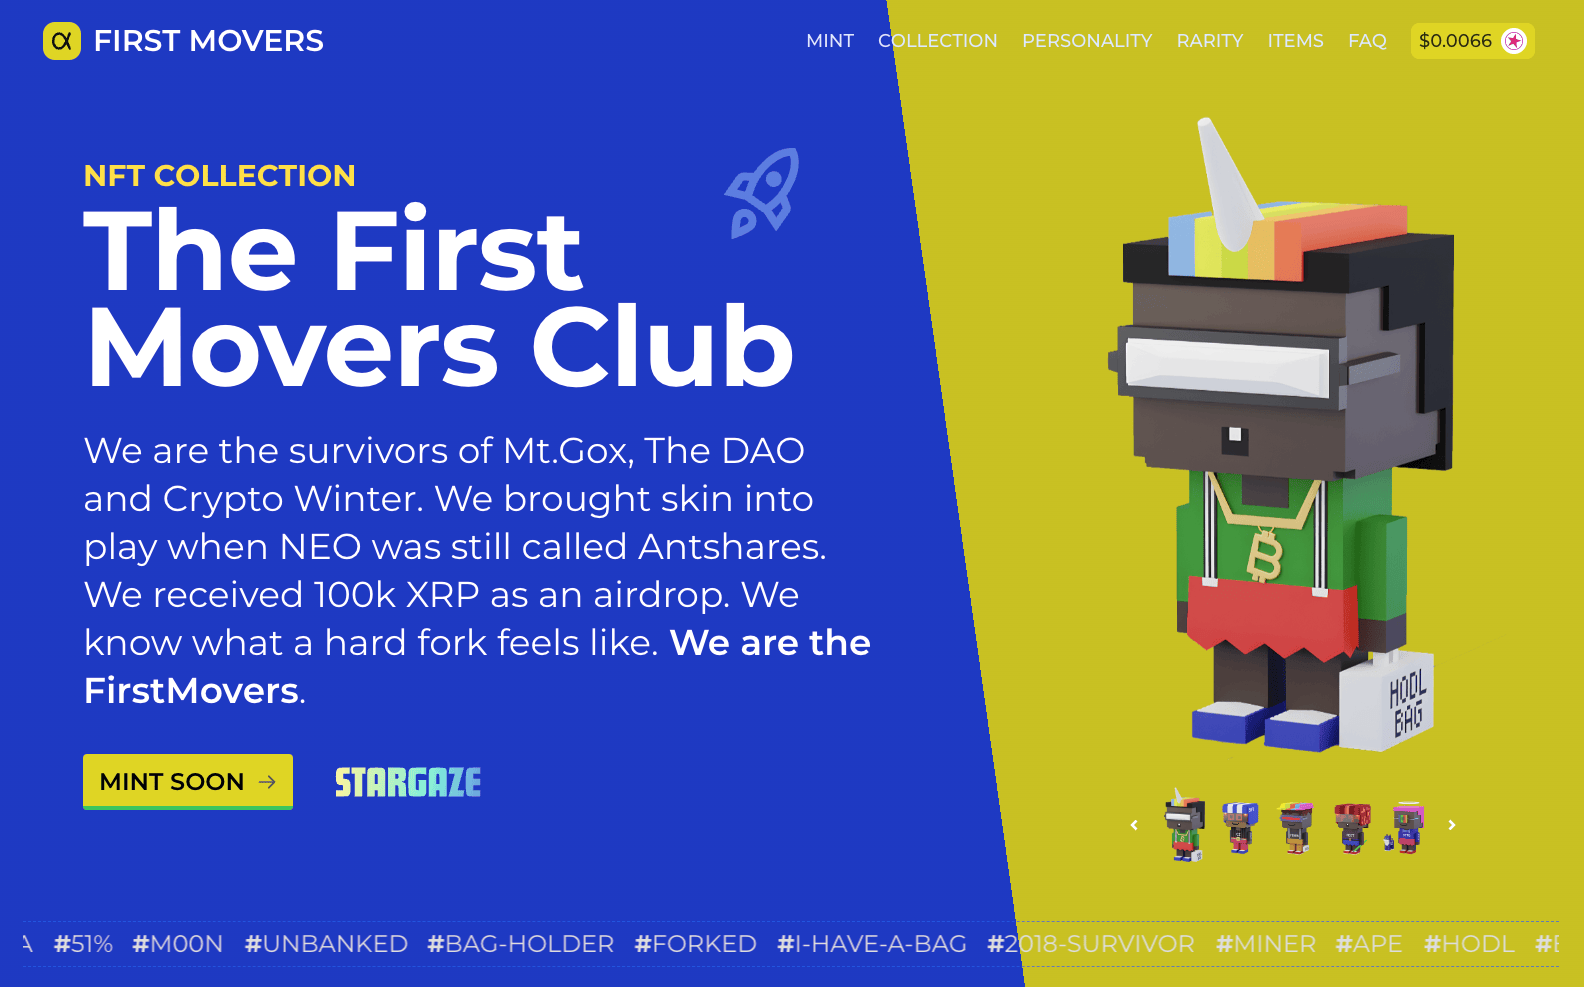 α FIRST MOVERS
MINT COLLECTION PERSONALITY RARITY ITEMS FAQ $0.0066
NFT COLLECTION
The First
Movers Club
We are the survivors of Mt.Gox, The DAO
and Crypto Winter. We brought skin into
play when NEO was still called Antshares.
We received 100k XRP as an airdrop. We
know what a hard fork feels like. We are the
FirstMovers.
MINT SOON →
STARGAZE
HODL
BAG
#51% #M00N #UNBANKED #BAG-HOLDER #FORKED #I-HAVE-A-BAG #2018-SURVIVOR #MINER #APE #HODL